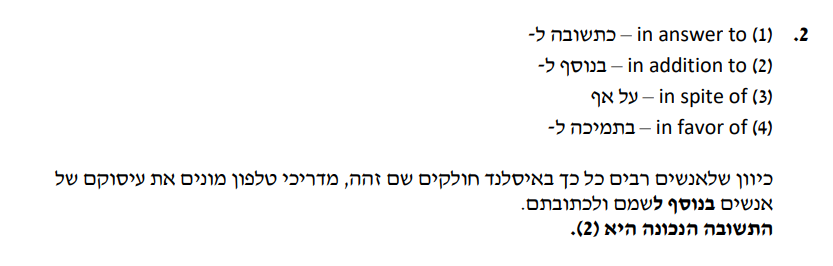 2. (1) in answer to – כתשובה ל-
(2) in addition to – בנוסף ל-
(3) in spite of – על אף
(4) in favor of – בתמיכה ל-
כיוון שלאנשים רבים כל כך באיסלנד חולקים שם זהה, מדריכי טלפון מונים את עיסוקם של
אנשים בנוסף לשמם ולכתובתם.
התשובה הנכונה היא (2).